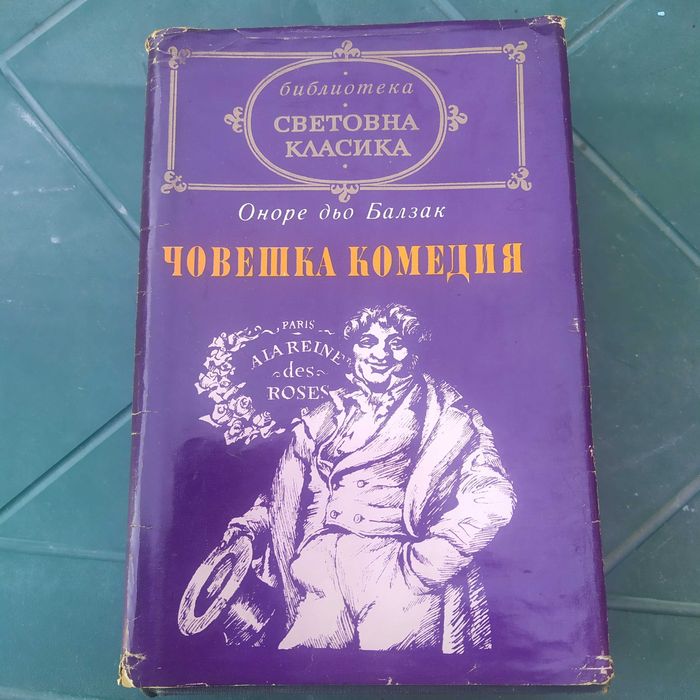 библиотека
СВЕТОВНА
КЛАСИКА
Оноре дьо Балзак
ЧОВЕШКА КОМЕДИЯ
PARIS
A LA REINE
des
ROSES